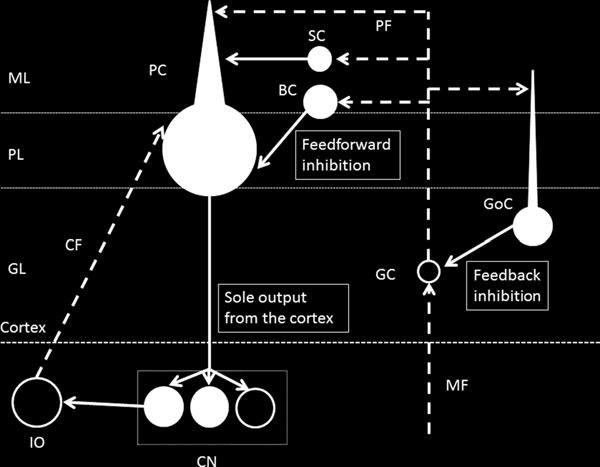 PF
SC
PC
ML
BC
Feedforward
inhibition
PL
GoC
CF
GL
GC
Feedback
inhibition
Sole output
from the cortex
Cortex
MF
IO
CN